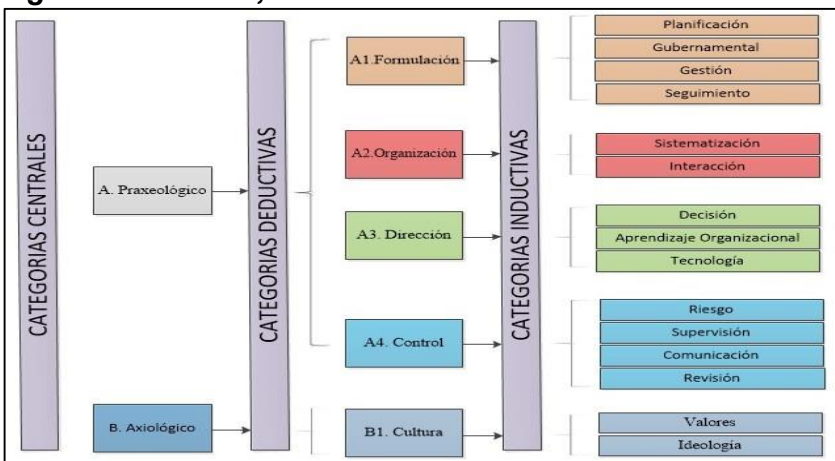 CATEGORIAS CENTRALES
A. Praxeológico
B. Axiológico
CATEGORIAS DEDUCTIVAS
A1.Formulación
A2.Organización
A3. Dirección
A4. Control
B1. Cultura
CATEGORIAS INDUCTIVAS
Planificación
Gubernamental
Gestión
Seguimiento
Sistematización
Interacción
Decisión
Aprendizaje Organizacional
Tecnología
Riesgo
Supervisión
Comunicación
Revisión
Valores
Ideología